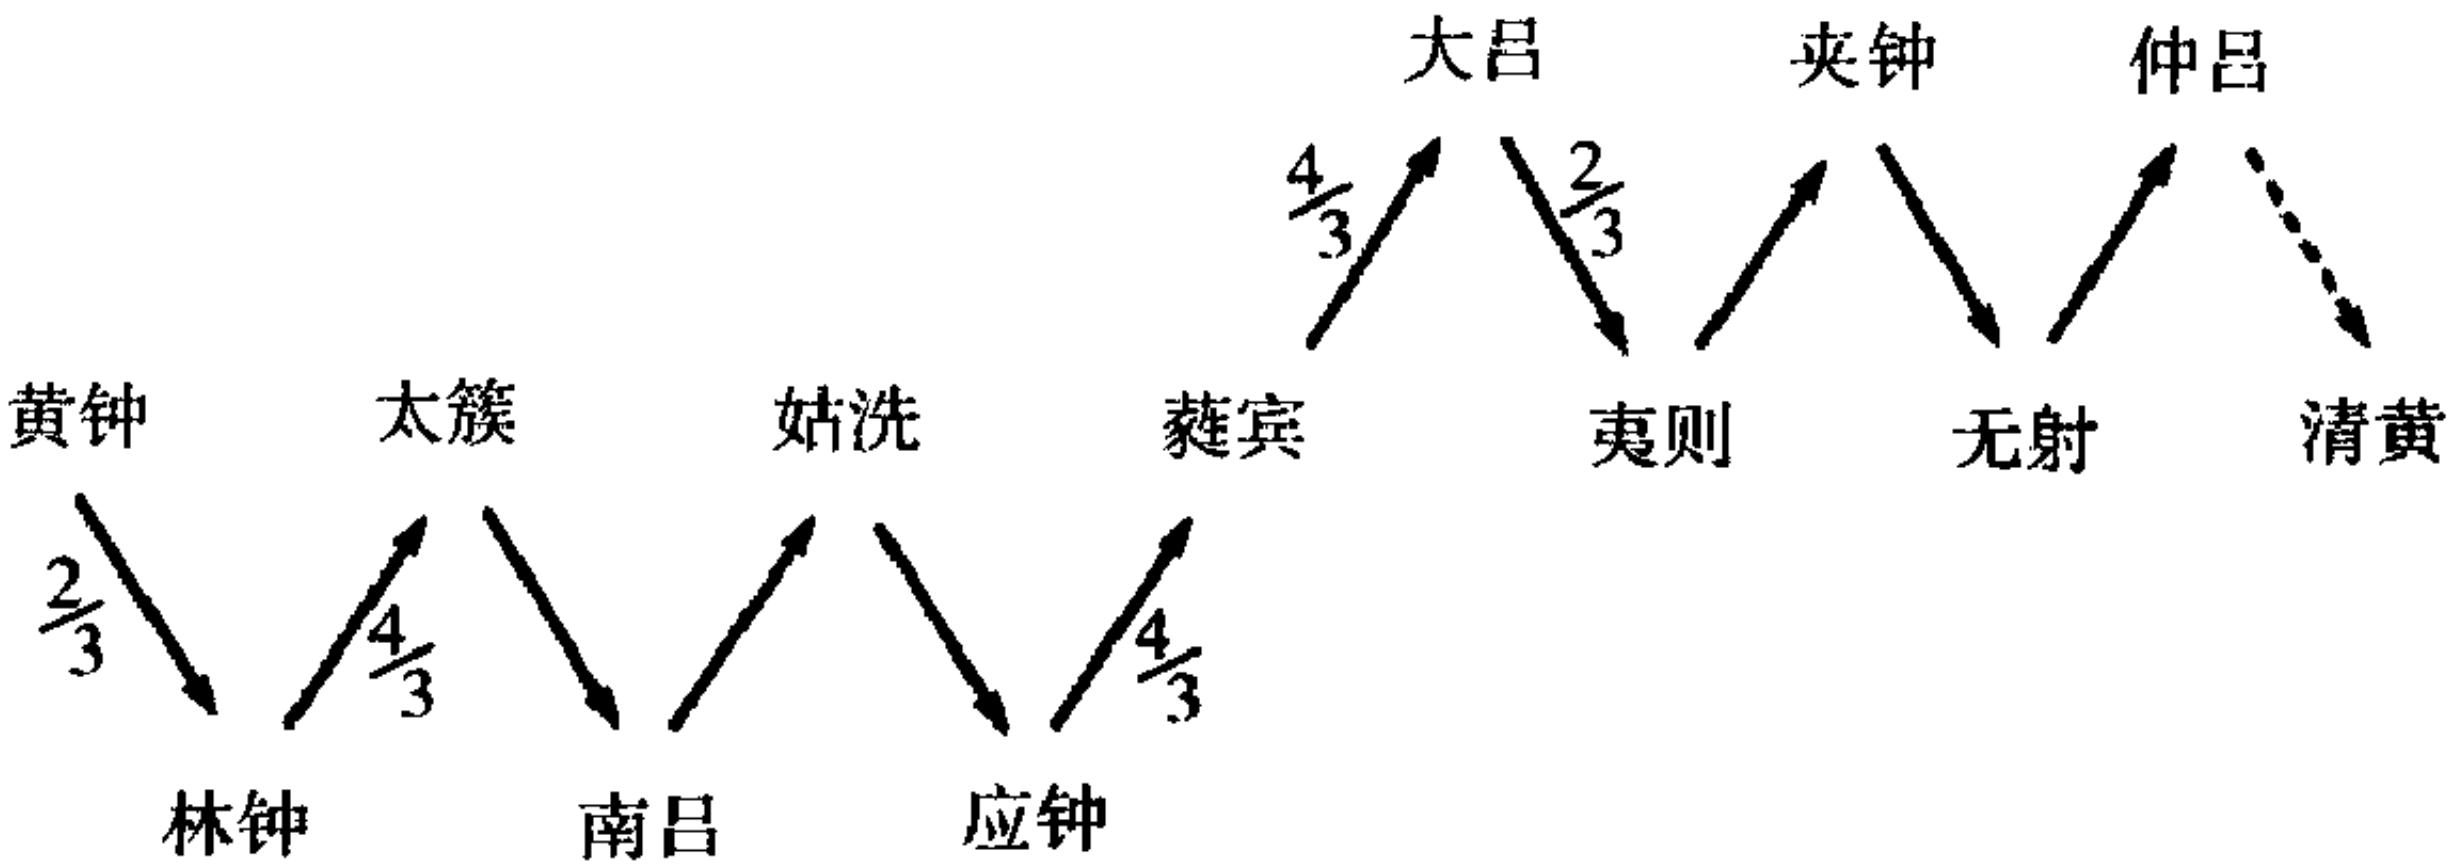 大吕 夹钟 仲吕
4/3 2/3
黄钟 太簇 姑洗 蕤宾 夷则 无射 清黄
2/3 4/3 4/3
林钟 南吕 应钟